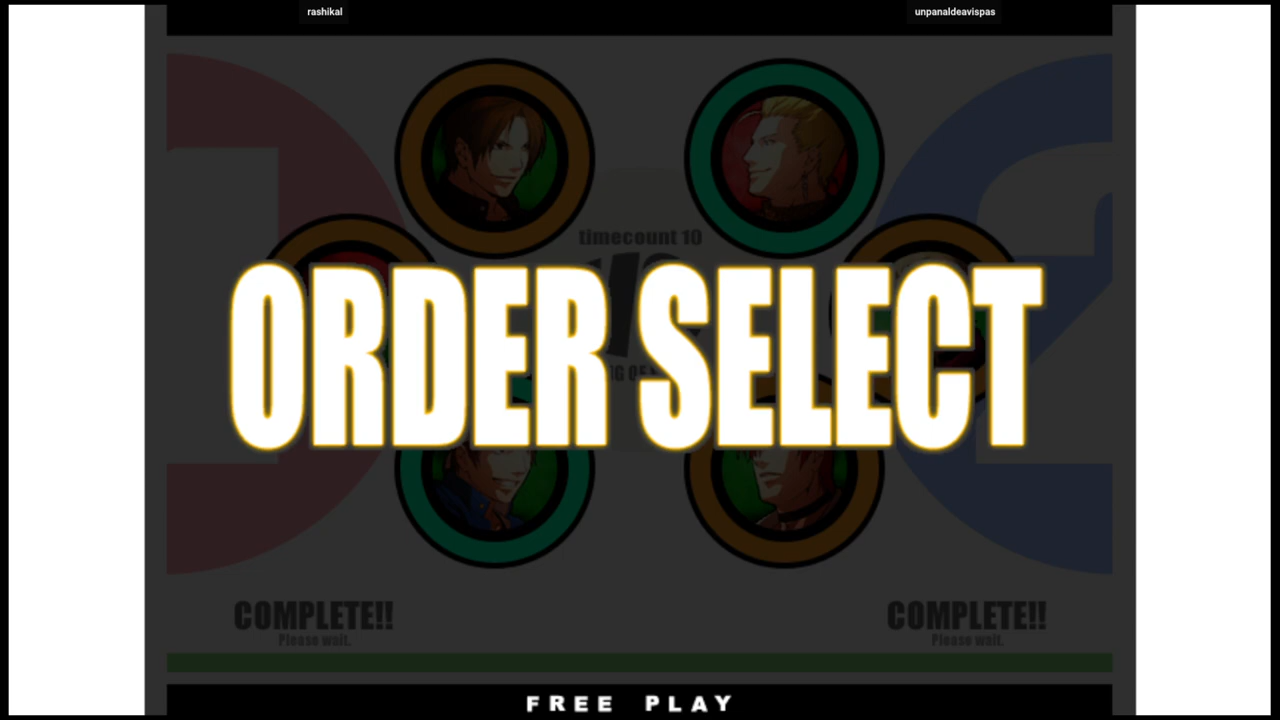 rashikal
unpanaldeavispas
timecount 10
ORDER SELECT
COMPLETE!!
Please wait.
COMPLETE!!
Please wait.
FREE PLAY